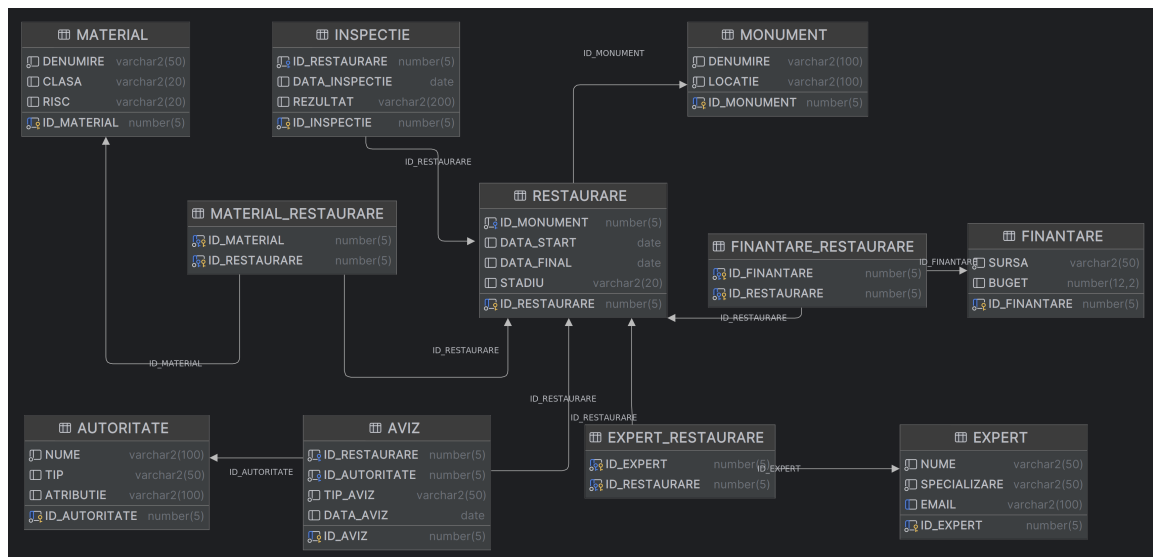 MATERIAL
DENUMIRE varchar2(50)
CLASA varchar2(20)
RISC varchar2(20)
ID_MATERIAL number(5)
INSPECTIE
ID_RESTAURARE number(5)
DATA_INSPECTIE date
REZULTAT varchar2(200)
ID_INSPECTIE number(5)
MONUMENT
DENUMIRE varchar2(100)
LOCATIE varchar2(100)
ID_MONUMENT number(5)
ID_MONUMENT
ID_RESTAURARE
MATERIAL_RESTAURARE
ID_MATERIAL number(5)
ID_RESTAURARE number(5)
RESTAURARE
ID_MONUMENT number(5)
DATA_START date
DATA_FINAL date
STADIU varchar2(20)
ID_RESTAURARE number(5)
FINANTARE_RESTAURARE
ID_FINANTARE number(5)
ID_RESTAURARE number(5)
ID_FINANTARE
FINANTARE
SURSA varchar2(50)
BUGET number(12,2)
ID_FINANTARE number(5)
ID_RESTAURARE
ID_RESTAURARE
ID_MATERIAL
ID_RESTAURARE
ID_RESTAURARE
AUTORITATE
NUME varchar2(100)
TIP varchar2(50)
ATRIBUTIE varchar2(100)
ID_AUTORITATE number(5)
ID_AUTORITATE
AVIZ
ID_RESTAURARE number(5)
ID_AUTORITATE number(5)
TIP_AVIZ varchar2(50)
DATA_AVIZ date
ID_AVIZ number(5)
EXPERT_RESTAURARE
ID_EXPERT number(5)
ID_RESTAURARE number(5)
ID_EXPERT
EXPERT
NUME varchar2(50)
SPECIALIZARE varchar2(50)
EMAIL varchar2(100)
ID_EXPERT number(5)